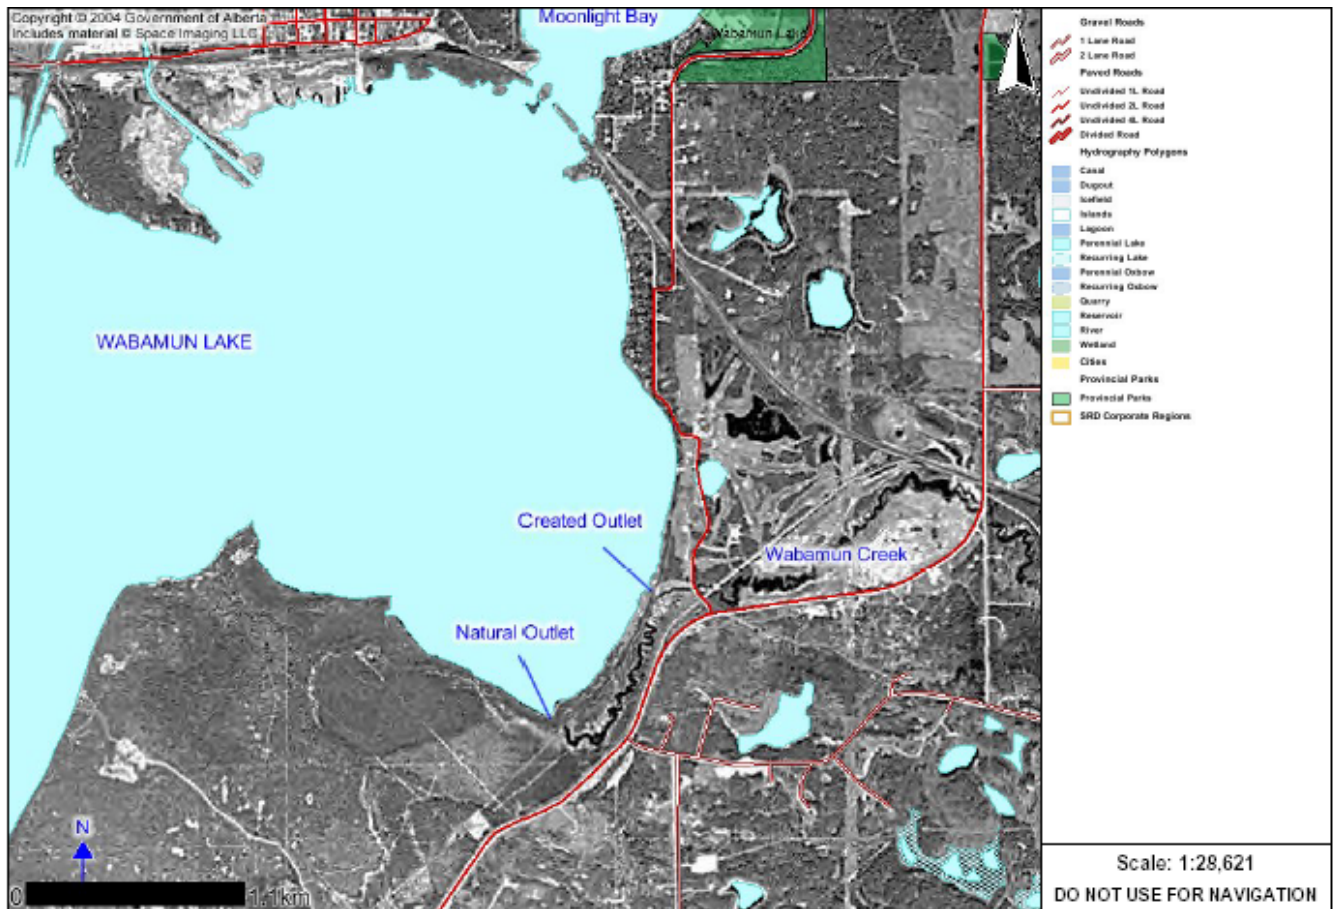 Copyright © 2004 Government of Alberta
Includes material © Space Imaging LLC
Moonlight Bay
Wabamun Lake
WABAMUN LAKE
Created Outlet
Wabamun Creek
Natural Outlet
N
0 1.1km
Gravel Roads
1 Lane Road
2 Lane Road
Paved Roads
Undivided 1L Road
Undivided 2L Road
Undivided 4L Road
Divided Road
Hydrography Polygons
Canal
Dugout
Icefield
Islands
Lagoon
Perennial Lake
Recurring Lake
Perennial Oxbow
Recurring Oxbow
Quarry
Reservoir
River
Wetland
Cities
Provincial Parks
Provincial Parks
SRD Corporate Regions
Scale: 1:28,621
DO NOT USE FOR NAVIGATION